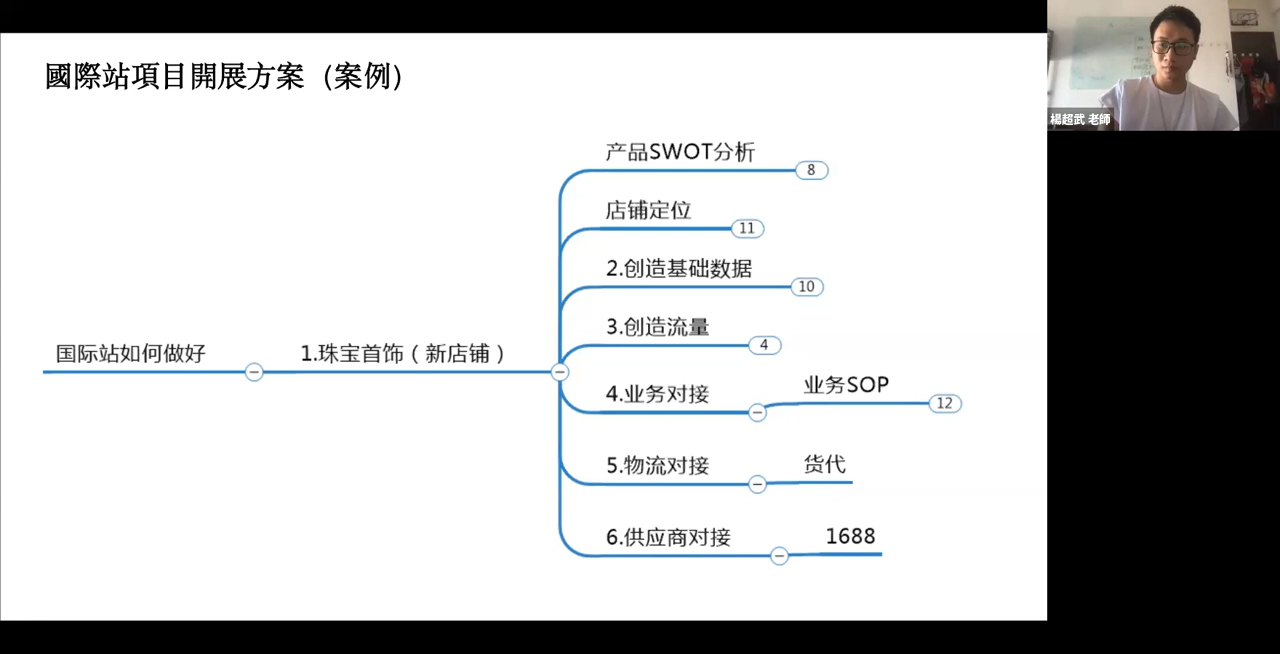 國際站項目開展方案（案例）
楊超武 老師
国际站如何做好
1.珠宝首饰（新店铺）
产品SWOT分析
8
店铺定位
11
2.创造基础数据
10
3.创造流量
4
4.业务对接
业务SOP
12
5.物流对接
货代
6.供应商对接
1688